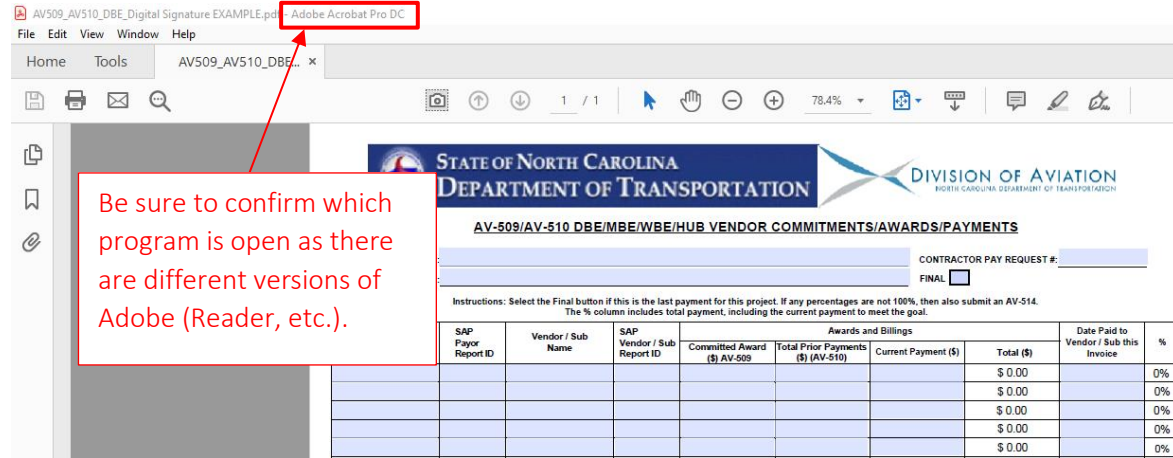 AV509_AV510_DBE_Digital Signature EXAMPLE.pdf - Adobe Acrobat Pro DC
File Edit View Window Help
Home Tools AV509_AV510_DBE... ×
1 / 1 78.4%
STATE OF NORTH CAROLINA
DEPARTMENT OF TRANSPORTATION
DIVISION OF AVIATION
NORTH CAROLINA DEPARTMENT OF TRANSPORTATION
Be sure to confirm which
program is open as there
are different versions of
Adobe (Reader, etc.).
AV-509/AV-510 DBE/MBE/WBE/HUB VENDOR COMMITMENTS/AWARDS/PAYMENTS
CONTRACTOR PAY REQUEST #:
FINAL
Instructions: Select the Final button if this is the last payment for this project. If any percentages are not 100%, then also submit an AV-514.
The % column includes total payment, including the current payment to meet the goal.
SAP
Payor
Report ID
Vendor / Sub
Name
SAP
Vendor / Sub
Report ID
Awards and Billings
Committed Award
($) AV-509
Total Prior Payments
($) (AV-510)
Current Payment ($)
Total ($)
Date Paid to
Vendor / Sub this
Invoice
%
$ 0.00 0%
$ 0.00 0%
$ 0.00 0%
$ 0.00 0%
$ 0.00 0%